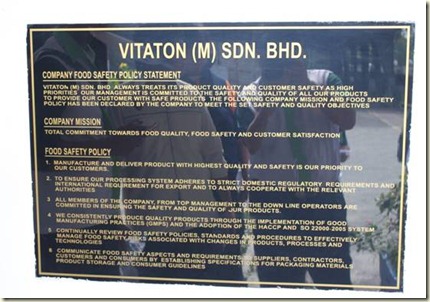 VITATON (M) SDN. BHD.
COMPANY FOOD SAFETY POLICY STATEMENT
VITATON (M) SDN. BHD ALWAYS TREATS ITS PRODUCT QUALITY AND CUSTOMER SAFETY AS HIGH
PRIORITIES OUR MANAGEMENT IS COMMITTED TO THE SAFETY AND QUALITY OF ALL OUR PRODUCTS
TO PROVIDE OUR CUSTOMER WITH SAFE PRODUCTS THE FOLLOWING COMPANY MISSION AND FOOD SAFETY
POLICY HAS BEEN DECLARED BY THE COMPANY TO MEET THE SET SAFETY AND QUALITY OBJECTIVES
COMPANY MISSION
TOTAL COMMITMENT TOWARDS FOOD QUALITY, FOOD SAFETY AND CUSTOMER SATISFACTION
FOOD SAFETY POLICY
1. MANUFACTURE AND DELIVER PRODUCT WITH HIGHEST QUALITY AND SAFETY IS OUR PRIORITY TO
OUR CUSTOMERS.
2. TO ENSURE OUR PROCESSING SYSTEM ADHERES TO STRICT DOMESTIC REGULATORY REQUIREMENTS AND
INTERNATIONAL REQUIREMENT FOR EXPORT AND TO ALWAYS COOPERATE WITH THE RELEVANT
AUTHORITIES
3 ALL MEMBERS OF THE COMPANY, FROM TOP MANAGEMENT TO THE DOWN LINE OPERATORS ARE
COMMITTED IN ENSURING THE SAFETY AND QUALITY OF OUR PRODUCTS.
4 WE CONSISTENTLY PRODUCE QUALITY PRODUCTS THROUGH THE IMPLEMENTATION OF GOOD
MANUFACTURING PRACTICES (GMPS) AND THE ADOPTION OF THE HACCP AND ISO 22000:2005 SYSTEM
5 CONTINUALLY REVIEW FOOD SAFETY POLICIES, STANDARDS AND PROCEDURES TO EFFECTIVELY
MANAGE FOOD SAFETY RISKS ASSOCIATED WITH CHANGES IN PRODUCTS, PROCESSES AND
TECHNOLOGIES
6 COMMUNICATE FOOD SAFETY ASPECTS AND REQUIREMENTS TO SUPPLIERS, CONTRACTORS,
CUSTOMERS AND CONSUMERS BY ESTABLISHING SPECIFICATIONS FOR PACKAGING MATERIALS
PRODUCT STORAGE AND CONSUMER GUIDELINES